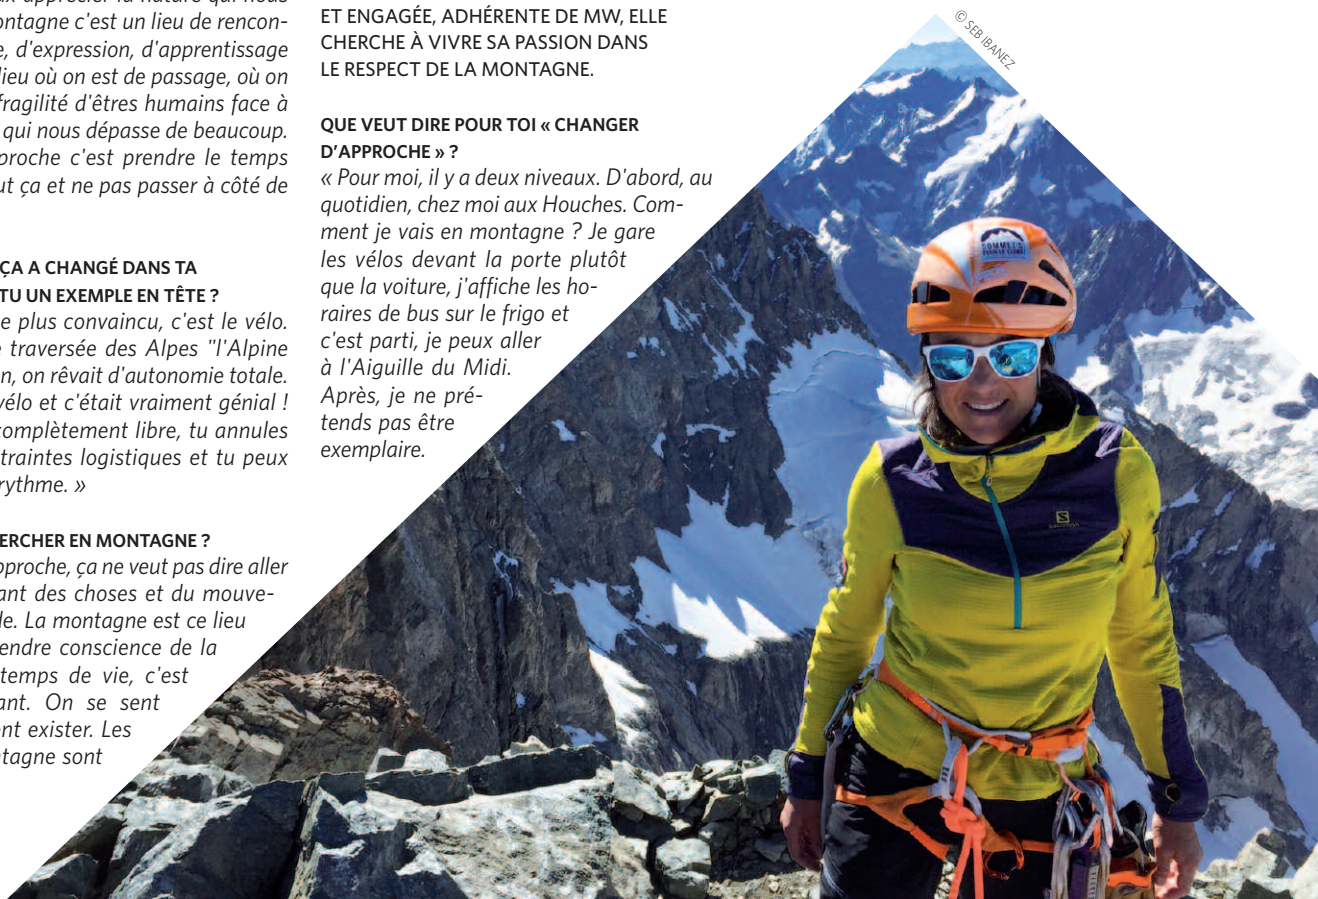 ux apprécier la nature qui nous
ontagne c'est un lieu de rencon-
e, d'expression, d'apprentissage
lieu où on est de passage, où on
fragilité d'êtres humains face à
qui nous dépasse de beaucoup.
proche c'est prendre le temps
ut ça et ne pas passer à côté de
ÇA A CHANGÉ DANS TA
TU UN EXEMPLE EN TÊTE ?
e plus convaincu, c'est le vélo.
e traversée des Alpes "l'Alpine
n, on rêvait d'autonomie totale.
vélo et c'était vraiment génial !
complètement libre, tu annules
traintes logistiques et tu peux
rythme. »
ERCHER EN MONTAGNE ?
pproche, ça ne veut pas dire aller
ant des choses et du mouve-
de. La montagne est ce lieu
endre conscience de la
temps de vie, c'est
ant. On se sent
ent exister. Les
ntagne sont
ET ENGAGÉE, ADHÉRENTE DE MW, ELLE
CHERCHE À VIVRE SA PASSION DANS
LE RESPECT DE LA MONTAGNE.
QUE VEUT DIRE POUR TOI « CHANGER
D'APPROCHE » ?
« Pour moi, il y a deux niveaux. D'abord, au
quotidien, chez moi aux Houches. Com-
ment je vais en montagne ? Je gare
les vélos devant la porte plutôt
que la voiture, j'affiche les ho-
raires de bus sur le frigo et
c'est parti, je peux aller
à l'Aiguille du Midi.
Après, je ne pré-
tends pas être
exemplaire.
© SEB IBANEZ
SOMMETS
SALOMON